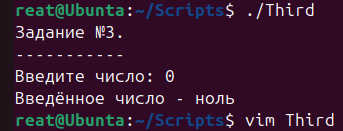 reat@Ubunta:~/Scripts$ ./Third
Задание №3.
-----------
Введите число: 0
Введённое число - ноль
reat@Ubunta:~/Scripts$ vim Third